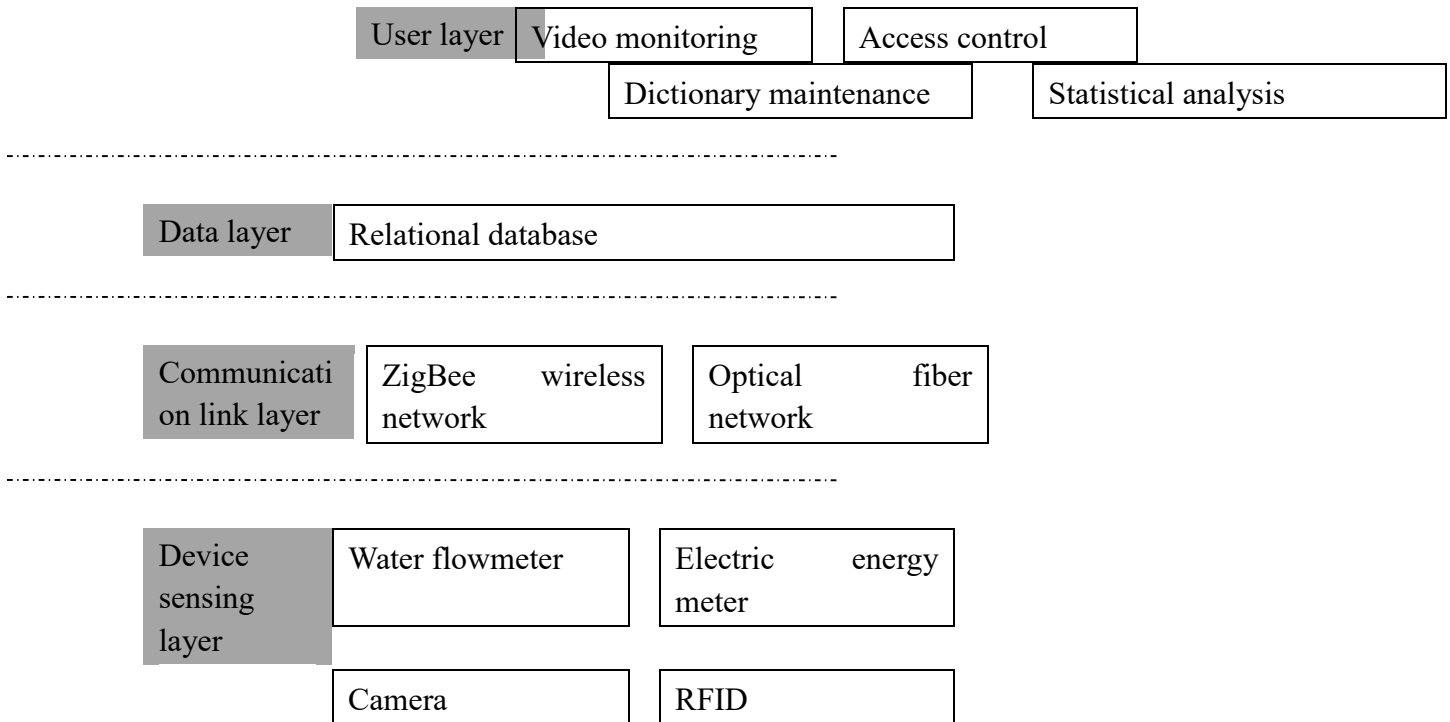 User layer Video monitoring Access control
Dictionary maintenance Statistical analysis
Data layer Relational database
Communicati
on link layer
ZigBee wireless
network
Optical fiber
network
Device
sensing
layer
Water flowmeter
Electric energy
meter
Camera RFID